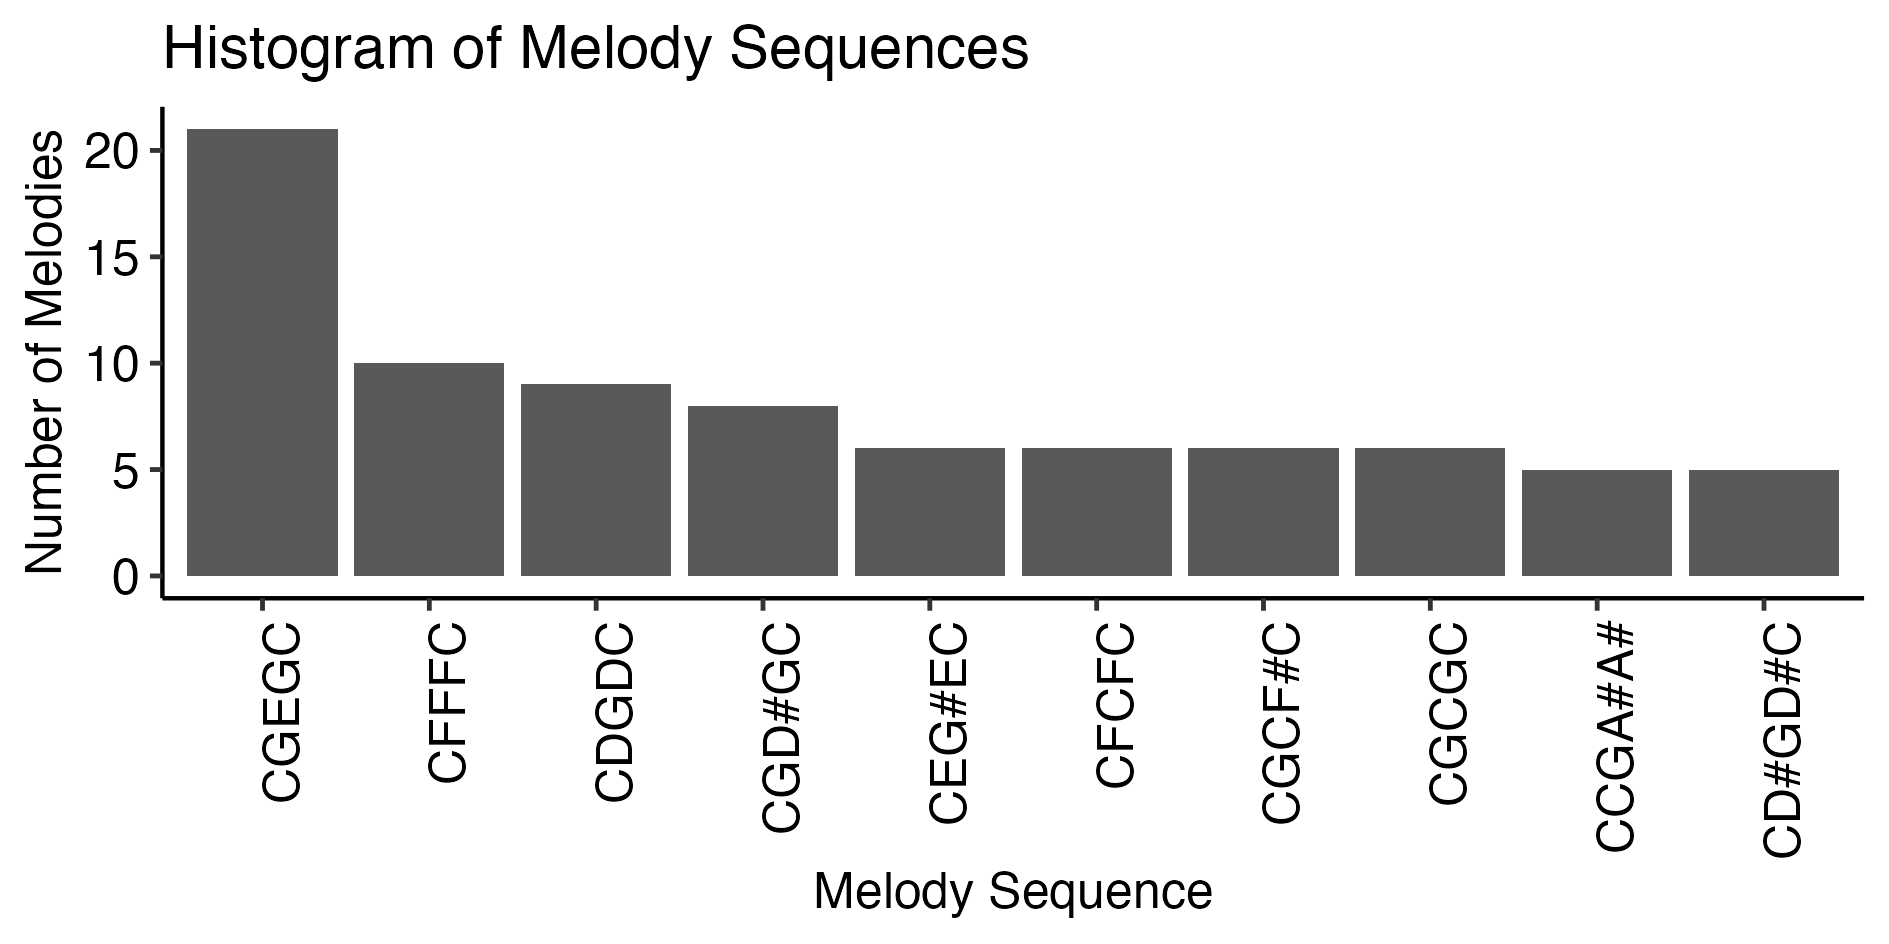 Histogram of Melody Sequences
Number of Melodies
20
15
10
5
0
CGEGC
CFFFC
CDGDC
CGD#GC
CEG#EC
CFCFC
CGCF#C
CGCGC
CCGA#A#
CD#GD#C
Melody Sequence